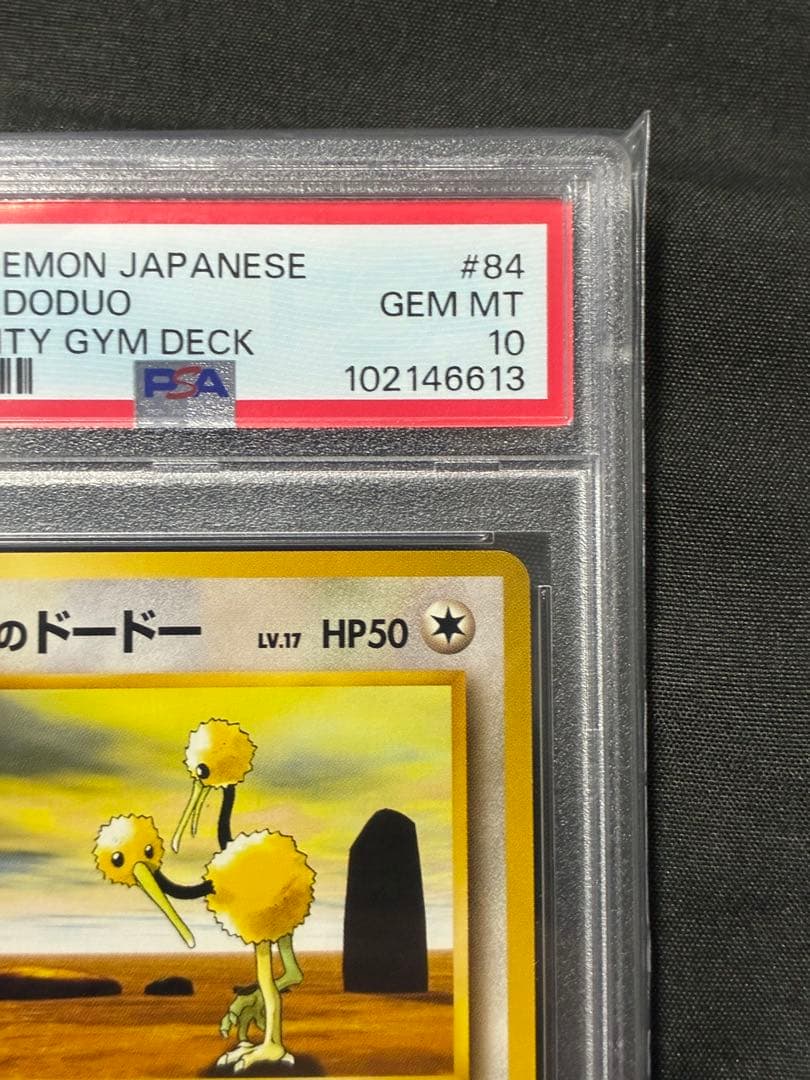 EMON JAPANESE #84
DODUO GEM MT
ITY GYM DECK 10
PSA 102146613
のドードー LV.17 HP50